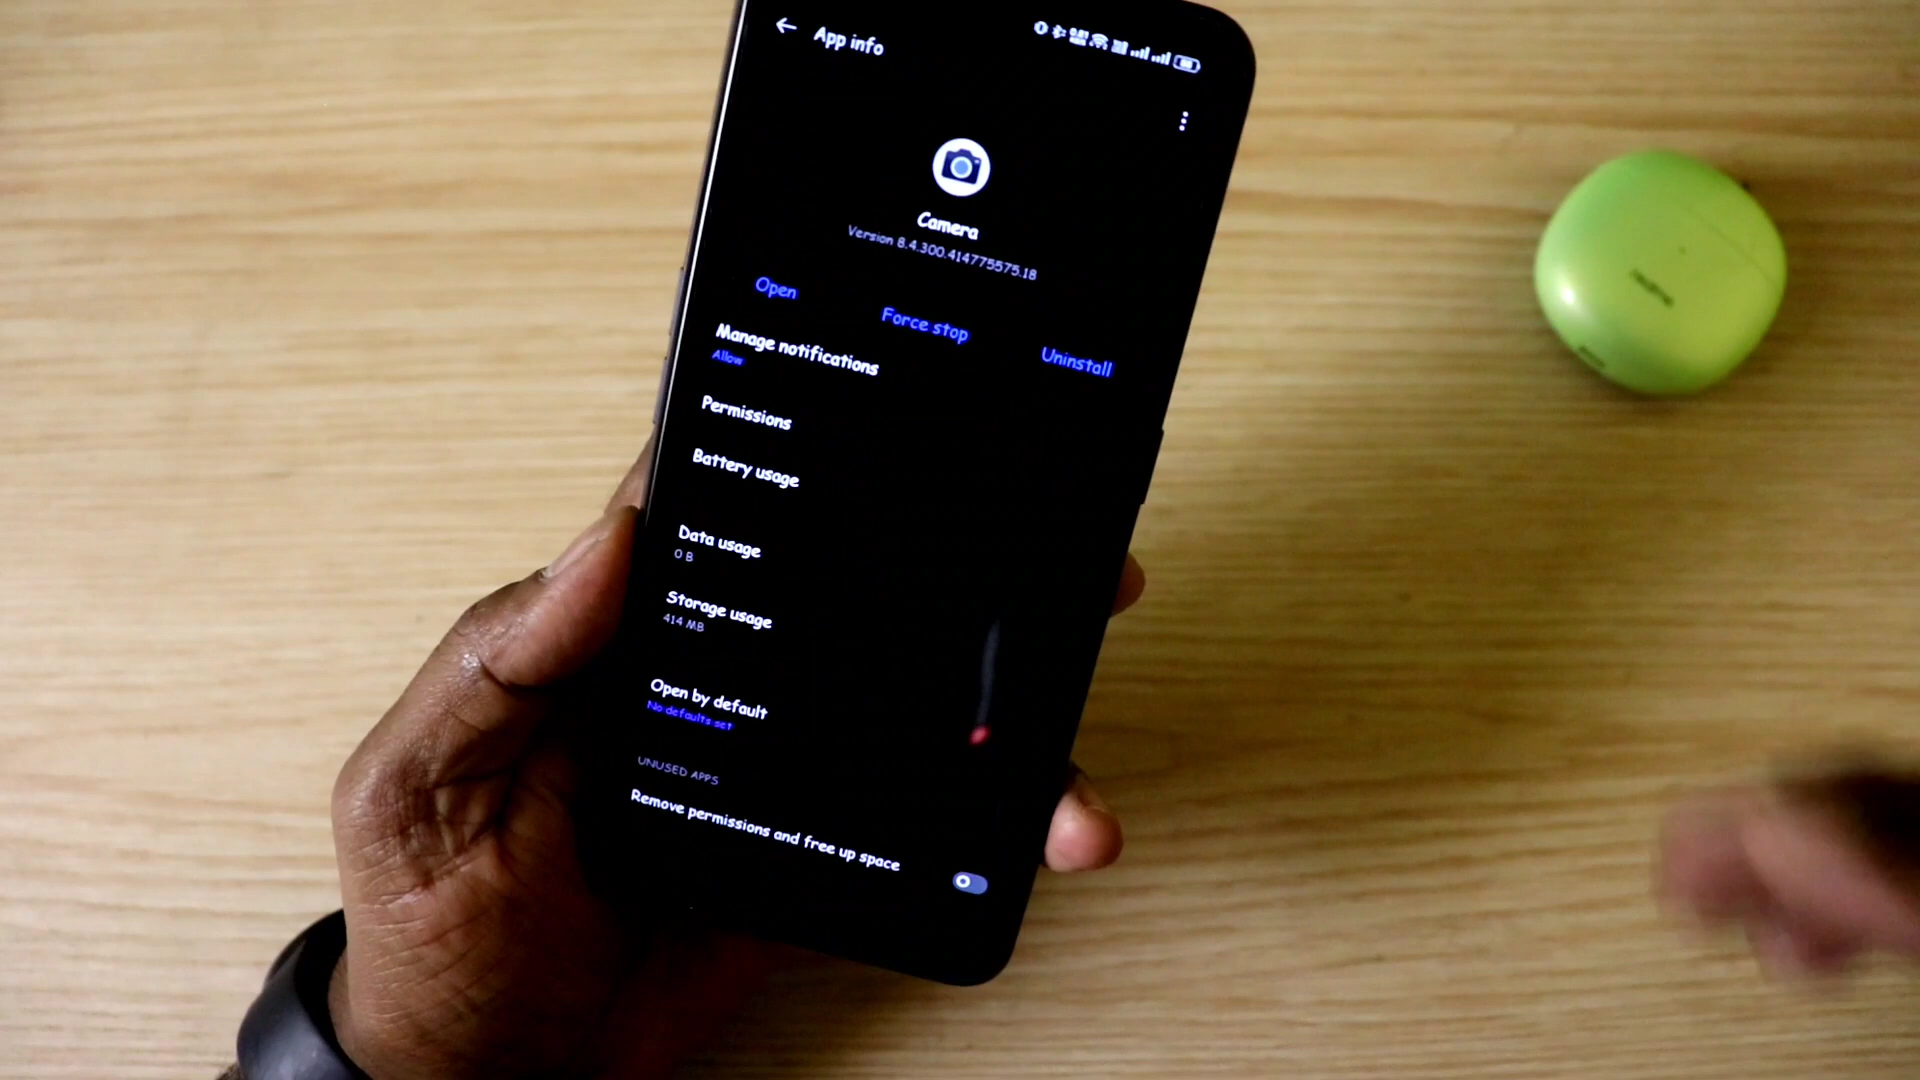 App info
Camera
Version 8.4.300.414775575.18
Open
Force stop
Uninstall
Manage notifications
Allow
Permissions
Battery usage
Data usage
0 B
Storage usage
414 MB
Open by default
No defaults set
UNUSED APPS
Remove permissions and free up space
realme